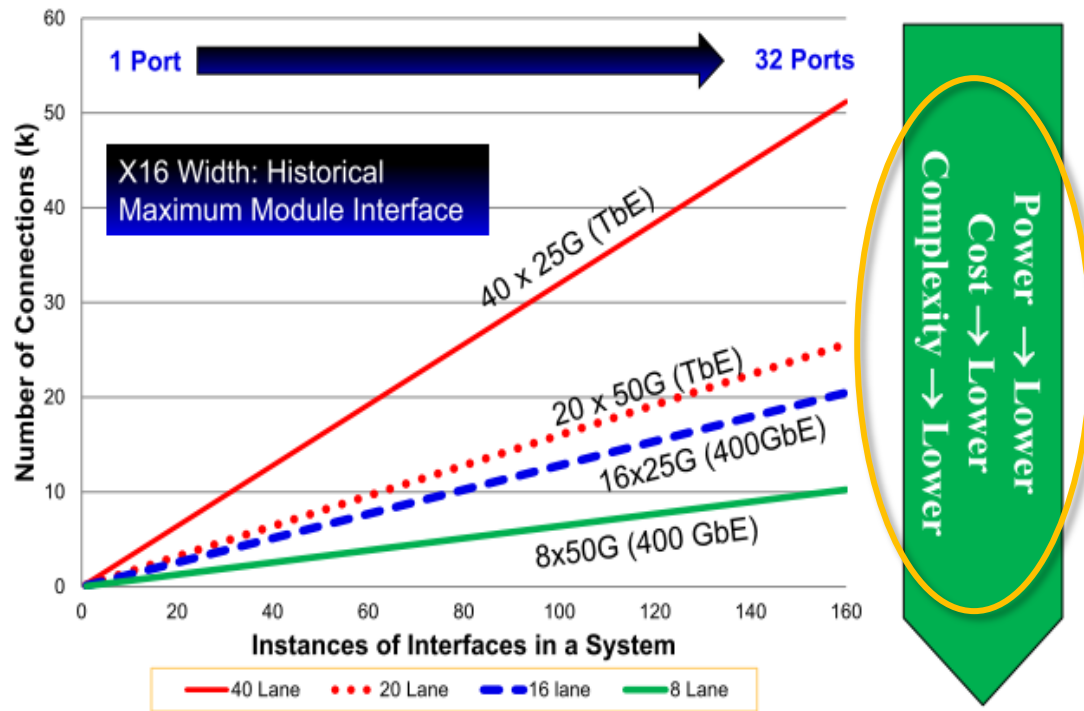 60
50
40
30
20
10
0
Number of Connections (k)
1 Port
32 Ports
X16 Width: Historical
Maximum Module Interface
40 x 25G (TbE)
20 x 50G (TbE)
16x25G (400GbE)
8x50G (400 GbE)
0 20 40 60 80 100 120 140 160
Instances of Interfaces in a System
40 Lane 20 Lane 16 lane 8 Lane
Power → Lower
Cost → Lower
Complexity → Lower